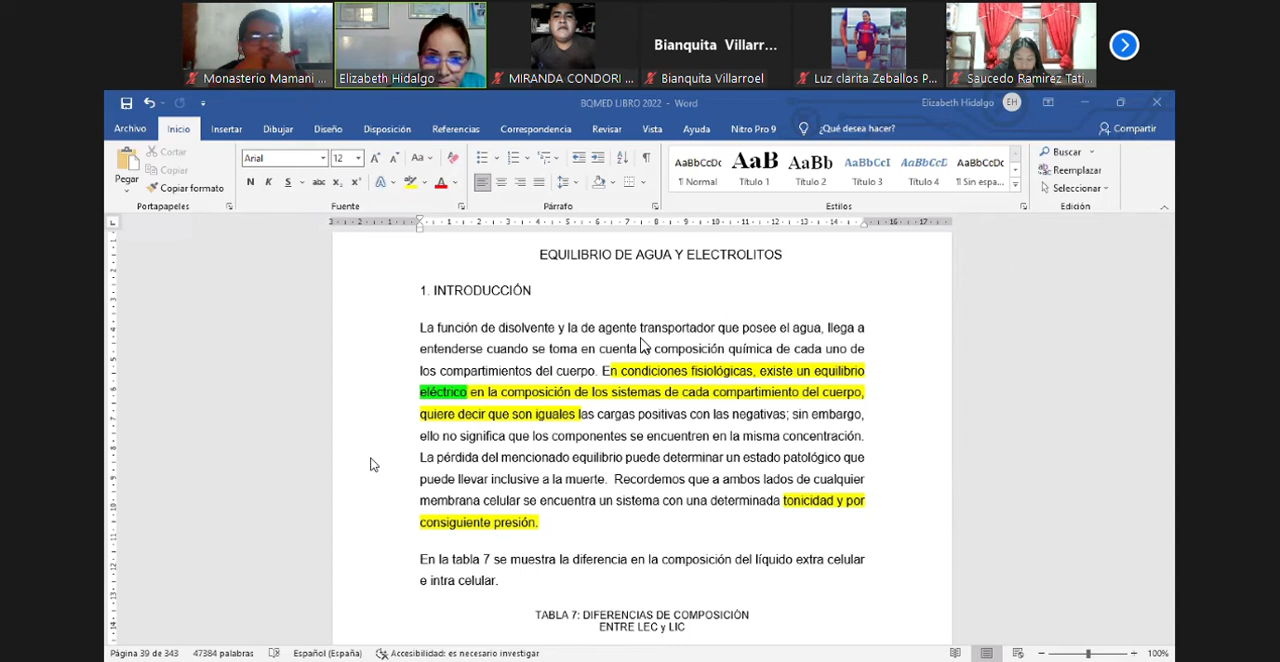 Monasterio Mamani ...
Elizabeth Hidalgo
MIRANDA CONDORI ...
Bianquita Villarr...
Bianquita Villarroel
Luz clarita Zeballos P...
Saucedo Ramirez Tati...
BQMED LIBRO 2022 - Word
Elizabeth Hidalgo
EH
Archivo
Inicio
Insertar
Dibujar
Diseño
Disposición
Referencias
Correspondencia
Revisar
Vista
Ayuda
Nitro Pro 9
¿Qué desea hacer?
Compartir
Pegar
Cortar
Copiar
Copiar formato
Portapapeles
Arial
12
Fuente
Párrafo
AaBbCcDc
¶ Normal
AaB
Título 1
AaBb
Título 2
AaBbCcI
Título 3
AaBbCcD
Título 4
AaBbCcDc
¶ Sin espa...
Estilos
Buscar
Reemplazar
Seleccionar
Edición
EQUILIBRIO DE AGUA Y ELECTROLITOS
1. INTRODUCCIÓN
La función de disolvente y la de agente transportador que posee el agua, llega a
entenderse cuando se toma en cuenta composición química de cada uno de
los compartimientos del cuerpo. En condiciones fisiológicas, existe un equilibrio
eléctrico en la composición de los sistemas de cada compartimiento del cuerpo,
quiere decir que son iguales las cargas positivas con las negativas; sin embargo,
ello no significa que los componentes se encuentren en la misma concentración.
La pérdida del mencionado equilibrio puede determinar un estado patológico que
puede llevar inclusive a la muerte. Recordemos que a ambos lados de cualquier
membrana celular se encuentra un sistema con una determinada tonicidad y por
consiguiente presión.
En la tabla 7 se muestra la diferencia en la composición del líquido extra celular
e intra celular.
TABLA 7: DIFERENCIAS DE COMPOSICIÓN
ENTRE LEC y LIC
Página 39 de 343
47384 palabras
Español (España)
Accesibilidad: es necesario investigar
100%